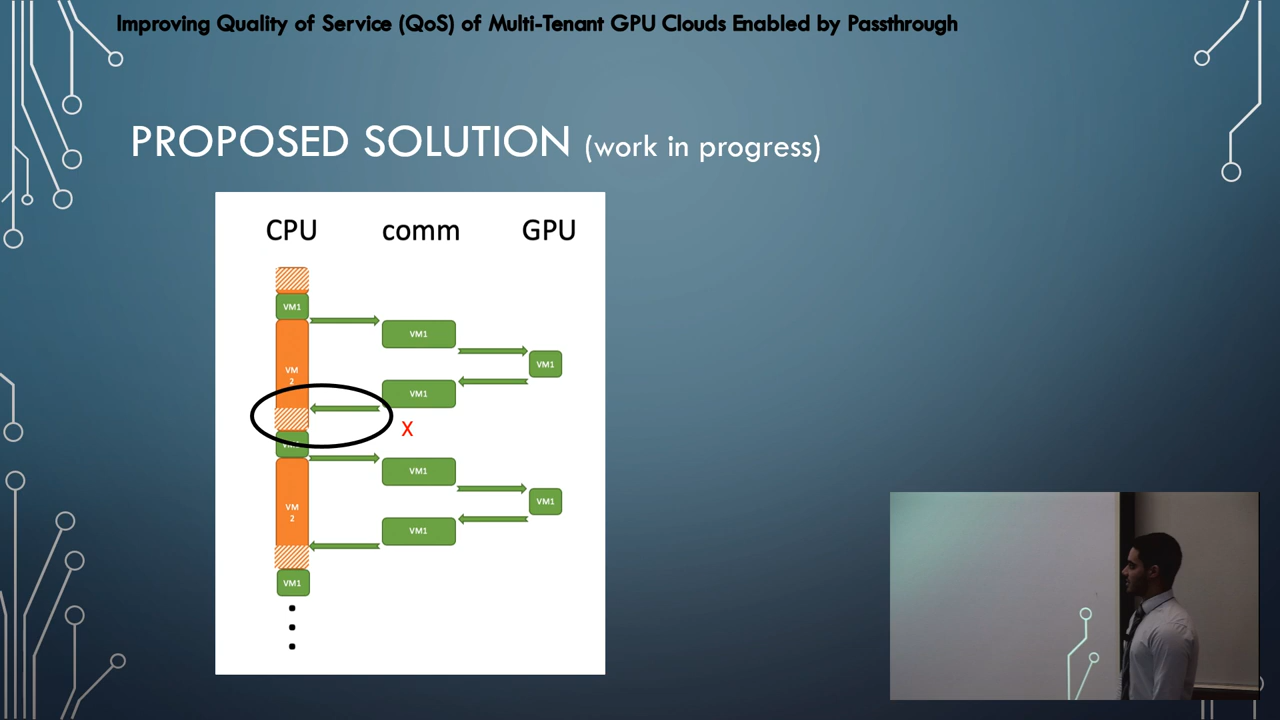 Improving Quality of Service (QoS) of Multi-Tenant GPU Clouds Enabled by Passthrough
PROPOSED SOLUTION (work in progress)
CPU comm GPU
VM1
VM1
VM1
VM
2
VM1
X
VM1
VM1
VM1
VM
2
VM1
VM1